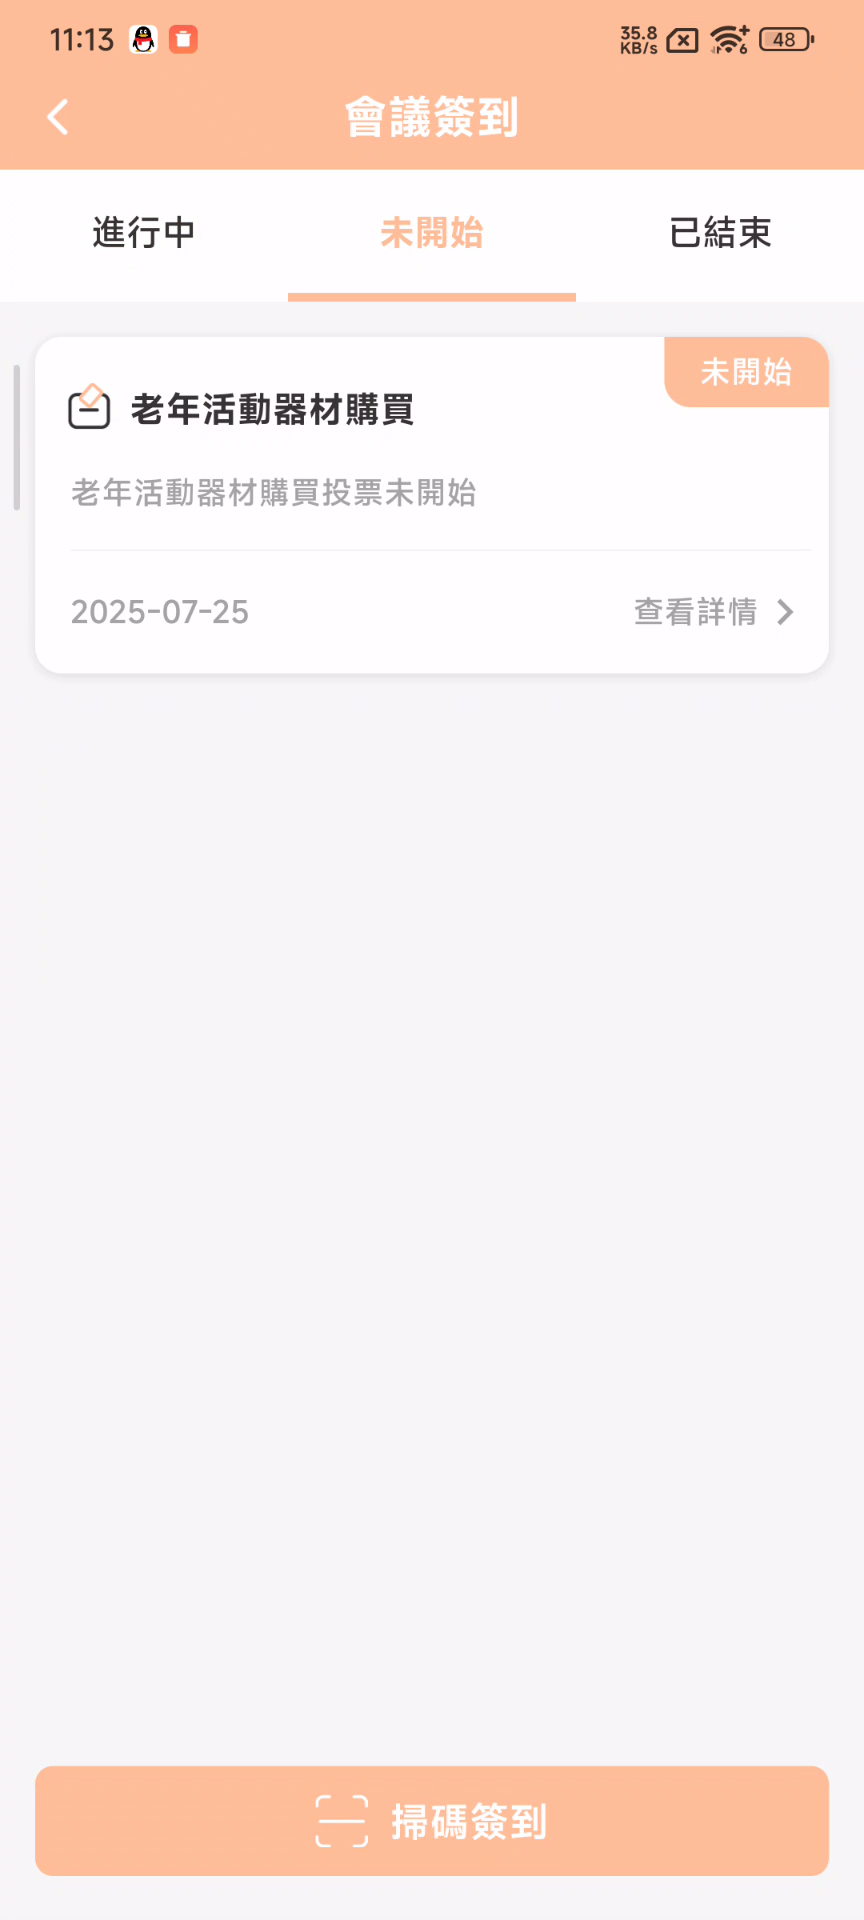 11:13
35.8
KB/s
6
48
會議簽到
進行中
未開始
已結束
未開始
老年活動器材購買
老年活動器材購買投票未開始
2025-07-25
查看詳情
掃碼簽到